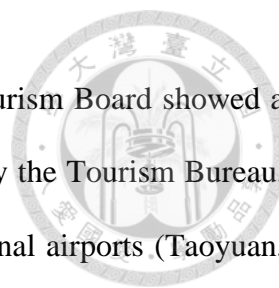 urism Board showed a
y the Tourism Bureau,
nal airports (Taoyuan,